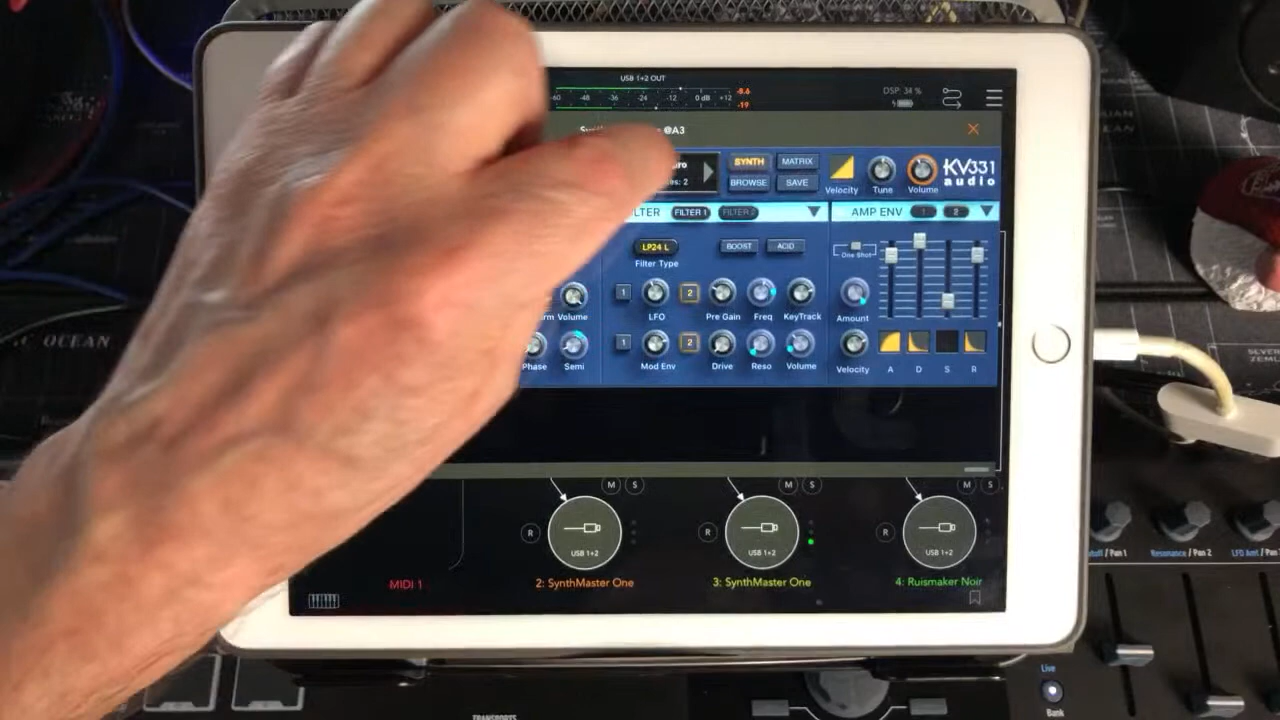 USB 1+2 OUT
-60 -48 -36 -24 -12 0 dB +12
-8.6
-19
DSP: 34 %
@A3
SYNTH MATRIX
BROWSE SAVE
Velocity Tune Volume
KV331
audio
FILTER 1 FILTER 2
AMP ENV 1 2
LP24 L
Filter Type
BOOST ACID
One Shot
1 2
Volume LFO Pre Gain Freq KeyTrack Amount
1 2
Phase Semi Mod Env Drive Reso Volume Velocity A D S R
M S M S M S
R R R
USB 1+2 USB 1+2 USB 1+2
MIDI 1 2: SynthMaster One 3: SynthMaster One 4: Ruismaker Noir
OCEAN
Resonance / Pan 2
Live
Bank